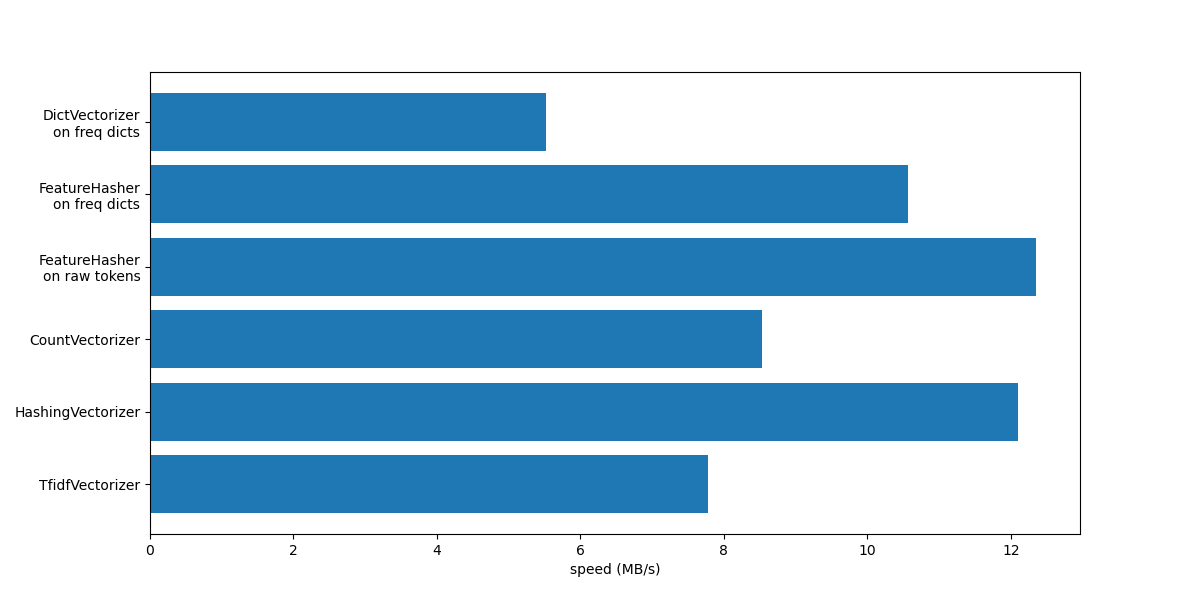 DictVectorizer
on freq dicts
FeatureHasher
on freq dicts
FeatureHasher
on raw tokens
CountVectorizer
HashingVectorizer
TfidfVectorizer
0 2 4 6 8 10 12
speed (MB/s)